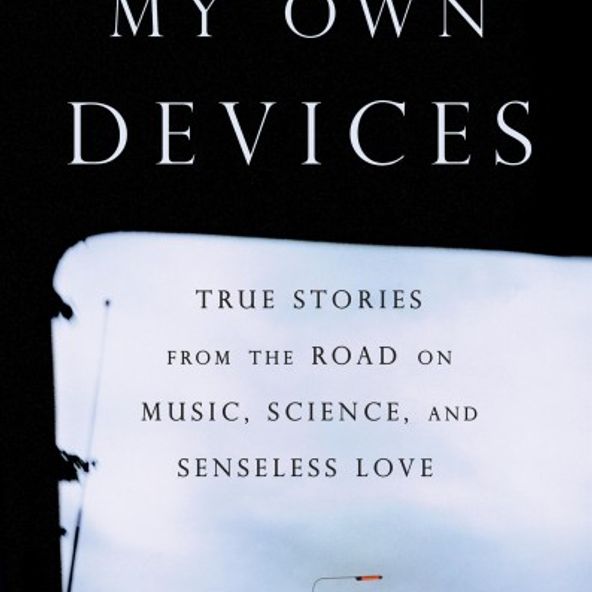 MY OWN
DEVICES
TRUE STORIES
FROM THE ROAD ON
MUSIC, SCIENCE, AND
SENSELESS LOVE